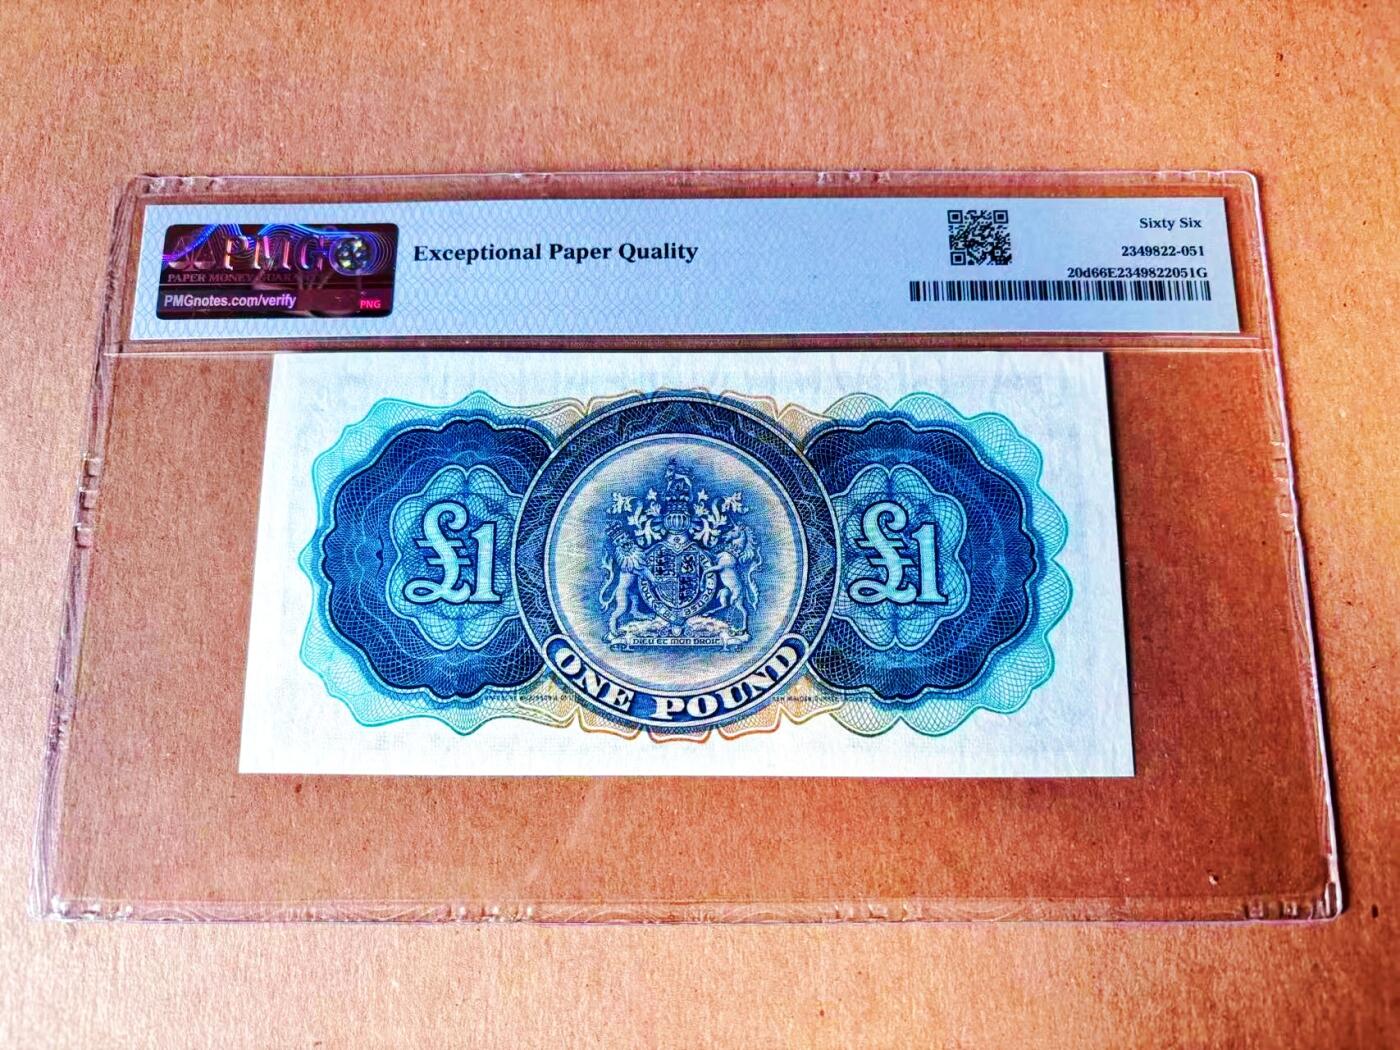 PMG
PAPER MONEY GUARANTY
PMGnotes.com/verify
PNG
Exceptional Paper Quality
Sixty Six
2349822-051
20d66E2349822051G
£1
£1
DIEU ET MON DROIT
ONE POUND